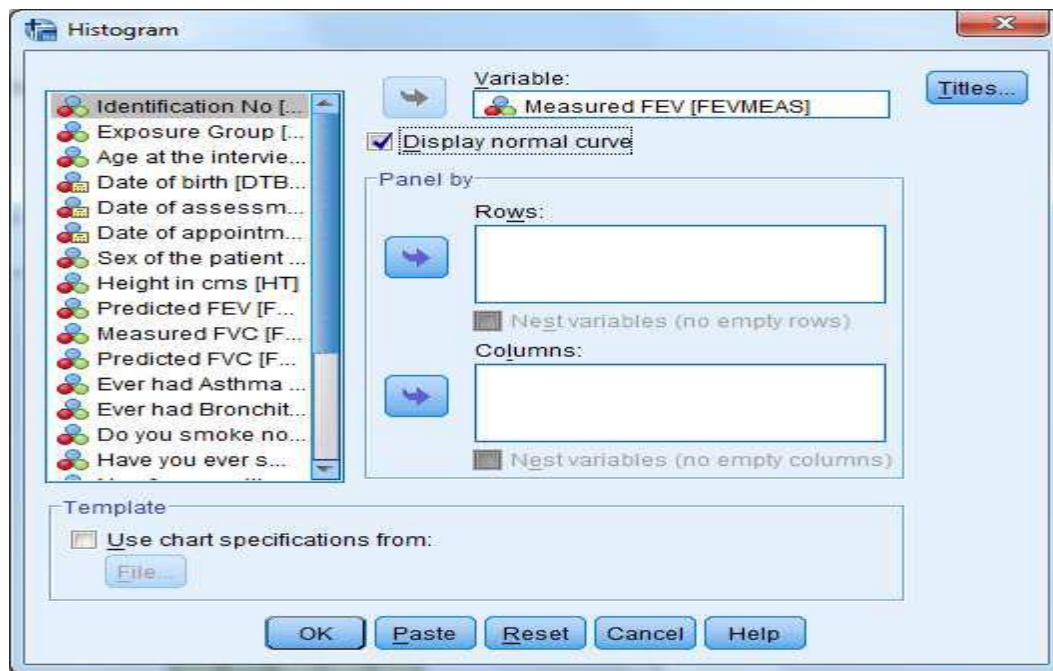 Histogram
Variable:
Measured FEV [FEVMEAS]
Titles...
Display normal curve
Identification No [...
Exposure Group [...
Age at the intervie...
Date of birth [DTB...
Date of assessm...
Date of appointm...
Sex of the patient ...
Height in cms [HT]
Predicted FEV [F...
Measured FVC [F...
Predicted FVC [F...
Ever had Asthma ...
Ever had Bronchit...
Do you smoke no...
Have you ever s...
Panel by
Rows:
Nest variables (no empty rows)
Columns:
Nest variables (no empty columns)
Template
Use chart specifications from:
File...
OK Paste Reset Cancel Help